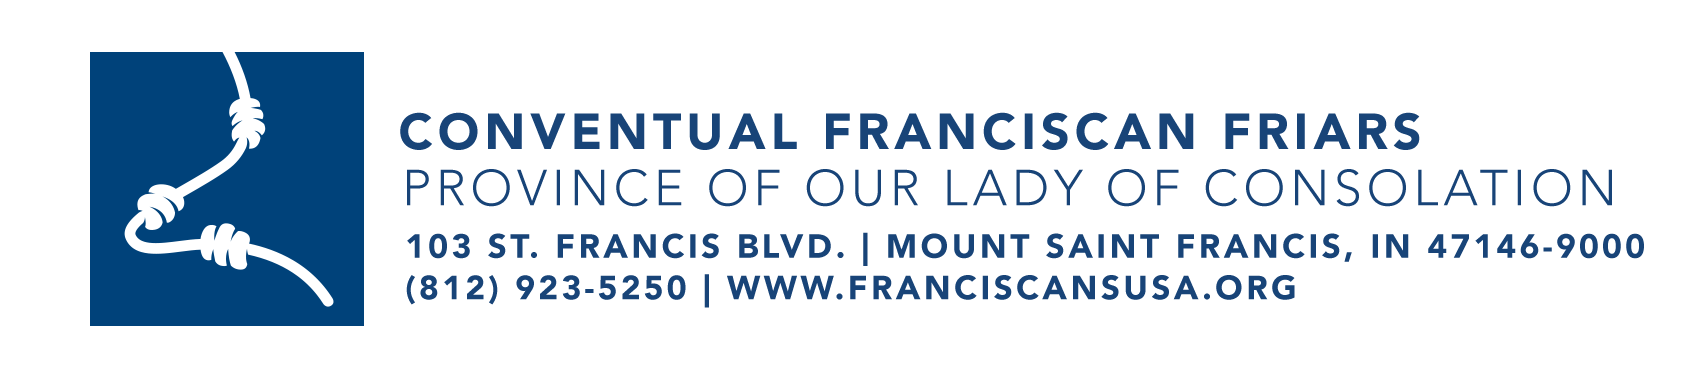 CONVENTUAL FRANCISCAN FRIARS
PROVINCE OF OUR LADY OF CONSOLATION
103 ST. FRANCIS BLVD. | MOUNT SAINT FRANCIS, IN 47146-9000
(812) 923-5250 | WWW.FRANCISCANSUSA.ORG